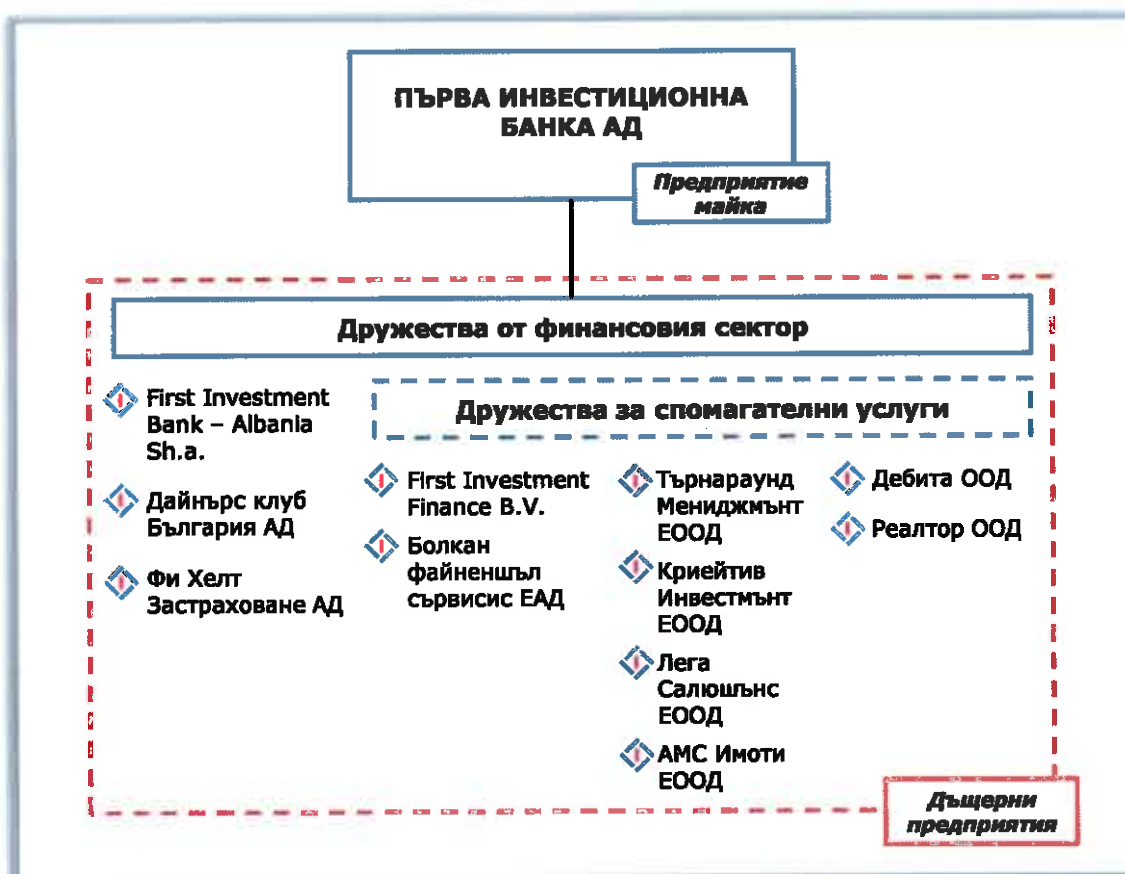 ПЪРВА ИНВЕСТИЦИОННА
БАНКА АД
Предприятие
майка
Дружества от финансовия сектор
First Investment
Bank – Albania
Sh.a.
Дайнърс клуб
България АД
Фи Хелт
Застраховане АД
Дружества за спомагателни услуги
First Investment
Finance B.V.
Болкан
файненшъл
сървисис ЕАД
Търнараунд
Мениджмънт
ЕООД
Криейтив
Инвестмънт
ЕООД
Лега
Салюшънс
ЕООД
АМС Имоти
ЕООД
Дебита ООД
Реалтор ООД
Дъщерни
предприятия